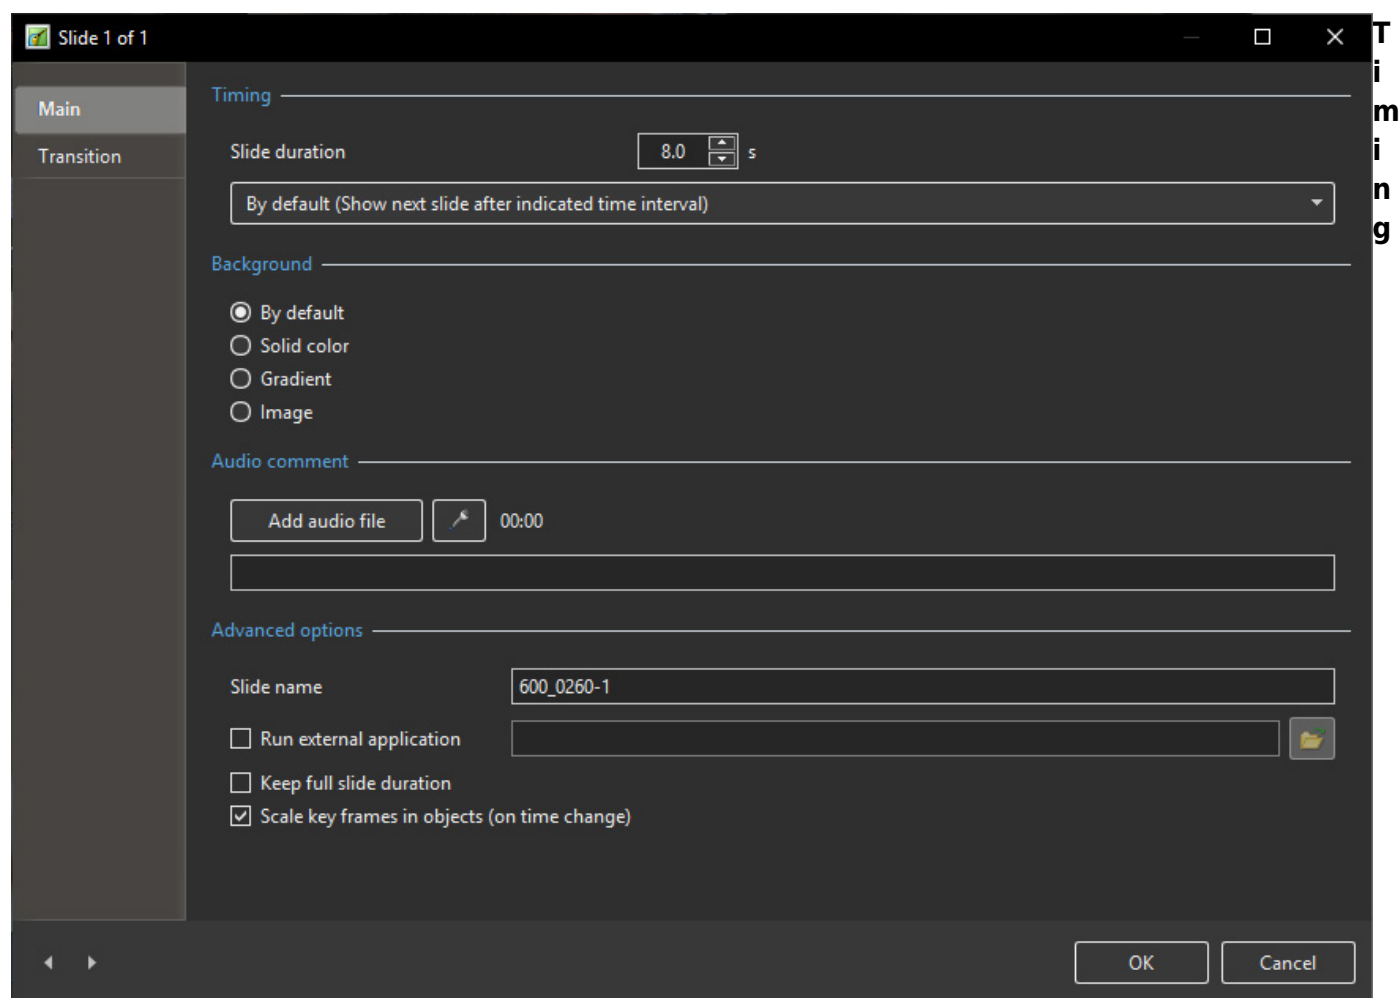 Slide 1 of 1
Main
Transition
Timing
Slide duration 8.0 s
By default (Show next slide after indicated time interval)
Background
By default
Solid color
Gradient
Image
Audio comment
Add audio file 00:00
Advanced options
Slide name 600_0260-1
Run external application
Keep full slide duration
Scale key frames in objects (on time change)
OK Cancel
T
i
m
i
n
g